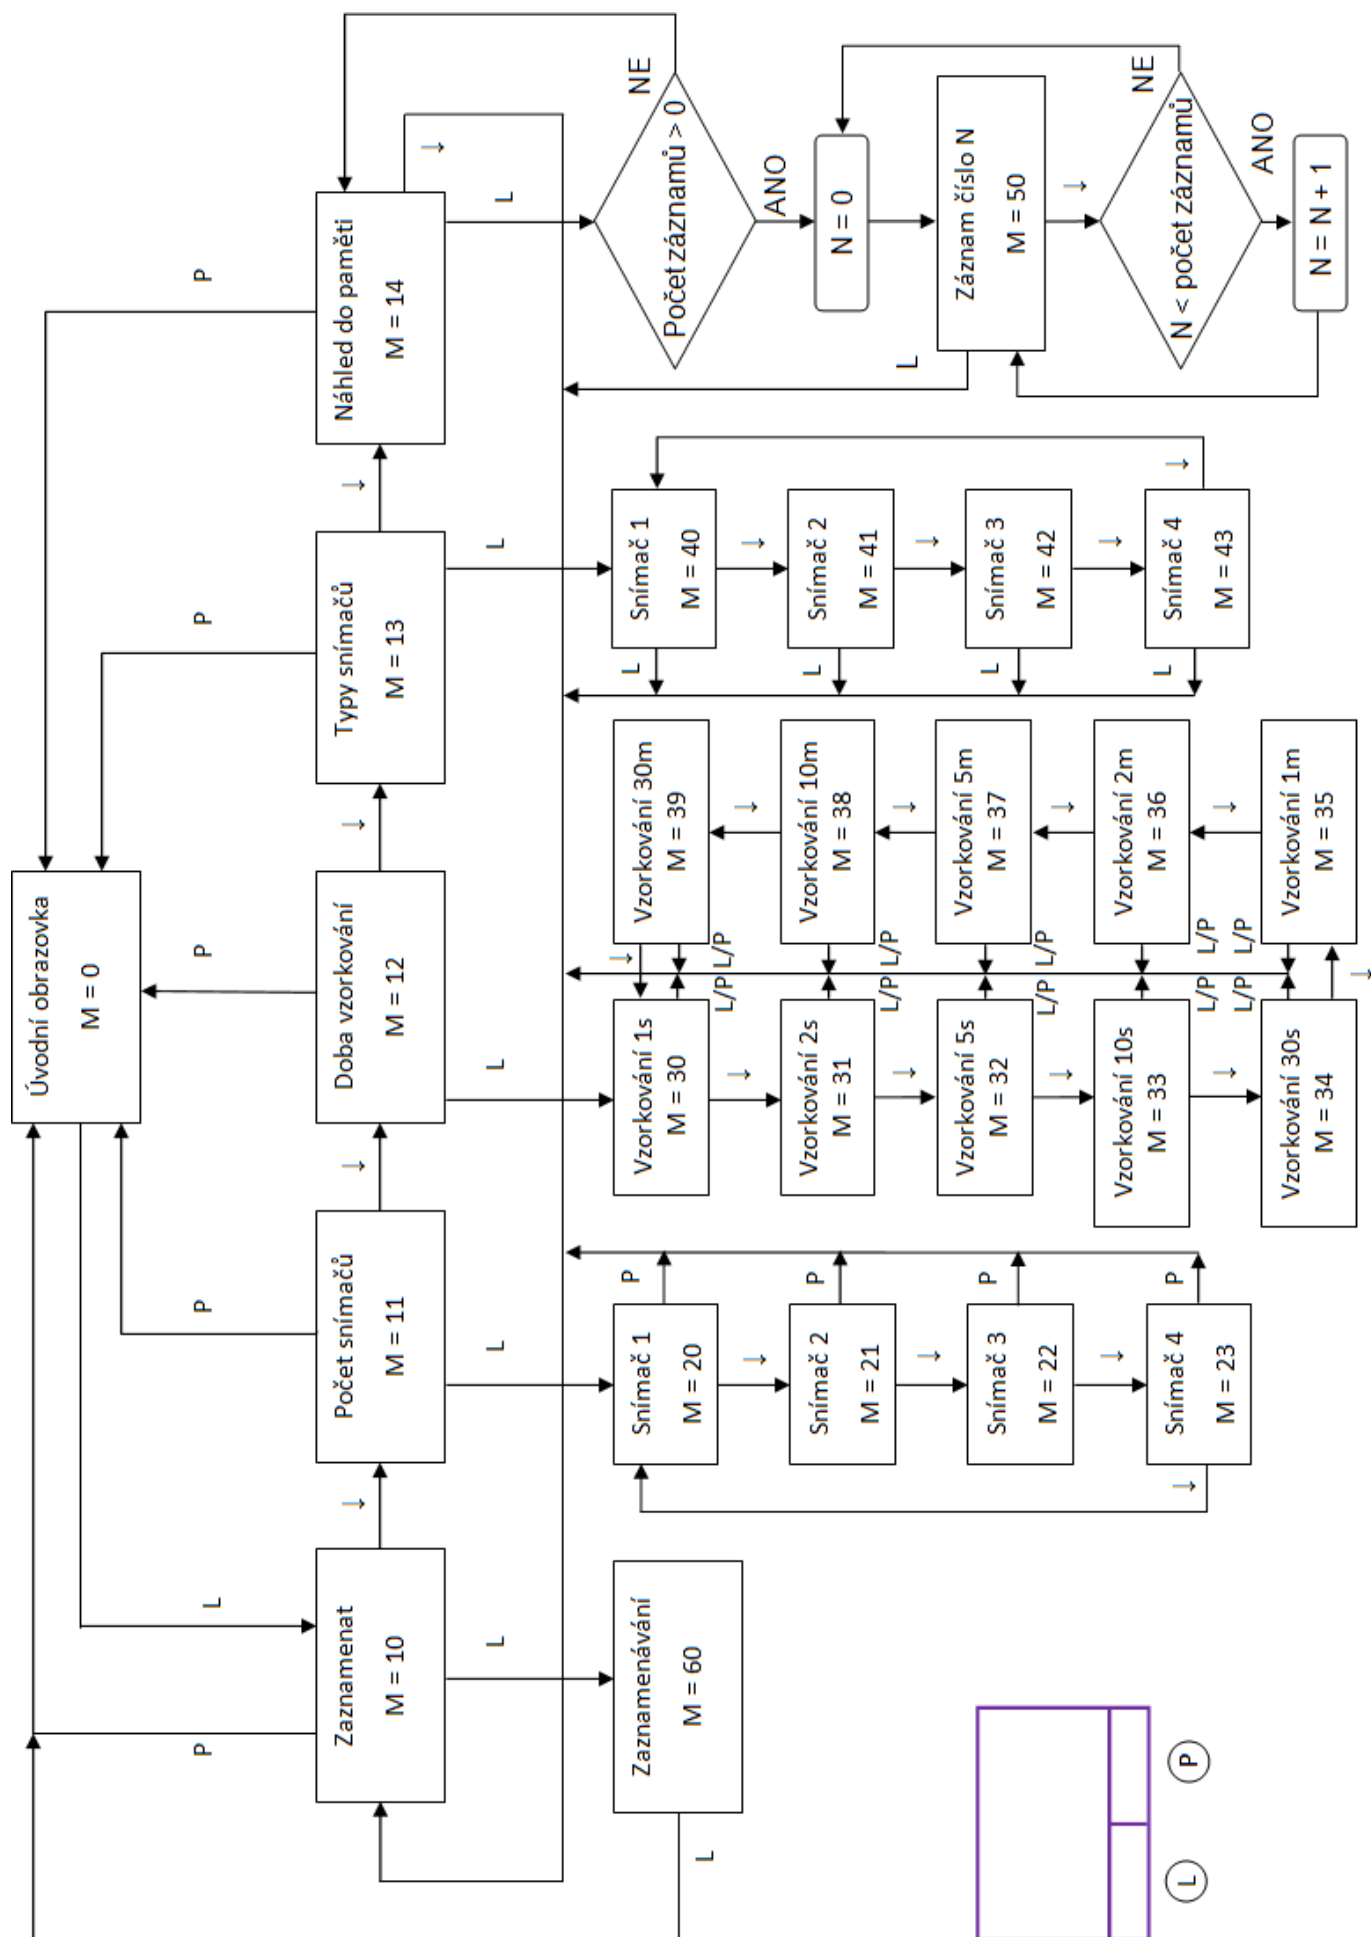 Úvodní obrazovka
M = 0
P
L
P
P
P
P
Zaznamenat
M = 10
↓
Počet snímačů
M = 11
↓
Doba vzorkování
M = 12
↓
Typy snímačů
M = 13
↓
Náhled do paměti
M = 14
↓
L
L
L
L
L
Zaznamenávání
M = 60
L
Snímač 1
M = 20
P
↓
Snímač 2
M = 21
P
↓
Snímač 3
M = 22
P
↓
Snímač 4
M = 23
P
↓
Vzorkování 1s
M = 30
L/P
↓
Vzorkování 2s
M = 31
L/P
↓
Vzorkování 5s
M = 32
L/P
↓
Vzorkování 10s
M = 33
L/P
↓
Vzorkování 30s
M = 34
L/P
↓
Vzorkování 30m
M = 39
L/P
↓
↓
Vzorkování 10m
M = 38
L/P
↓
Vzorkování 5m
M = 37
L/P
↓
Vzorkování 2m
M = 36
L/P
↓
Vzorkování 1m
M = 35
L/P
Snímač 1
M = 40
L
↓
Snímač 2
M = 41
L
↓
Snímač 3
M = 42
L
↓
Snímač 4
M = 43
L
↓
Počet záznamů > 0
NE
ANO
N = 0
Záznam číslo N
M = 50
L
↓
N < počet záznamů
NE
ANO
N = N + 1
L
P